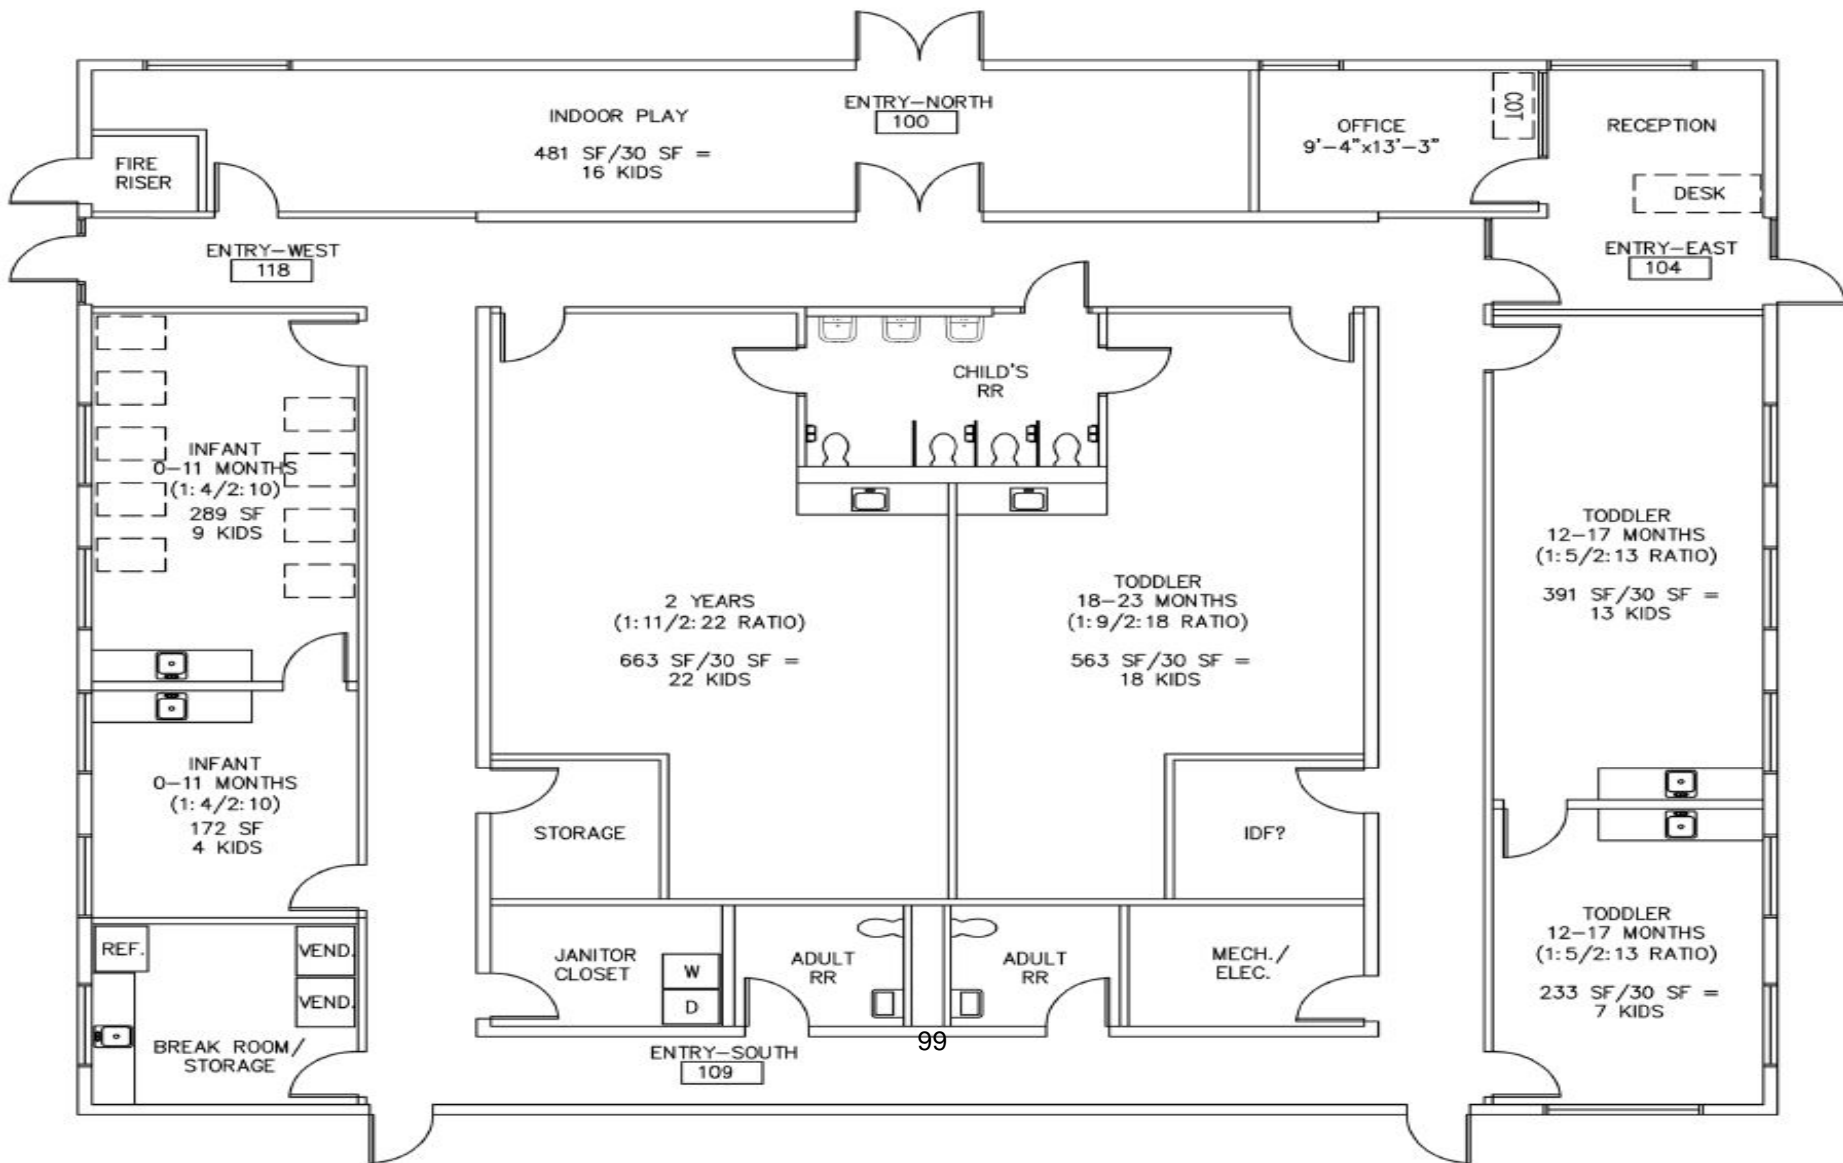 ENTRY-NORTH
100
INDOOR PLAY
481 SF/30 SF =
16 KIDS
OFFICE
9'-4"x13'-3"
COT
RECEPTION
DESK
FIRE
RISER
ENTRY-WEST
118
ENTRY-EAST
104
CHILD'S
RR
INFANT
0-11 MONTHS
(1:4/2:10)
289 SF
9 KIDS
2 YEARS
(1:11/2:22 RATIO)
663 SF/30 SF =
22 KIDS
TODDLER
18-23 MONTHS
(1:9/2:18 RATIO)
563 SF/30 SF =
18 KIDS
TODDLER
12-17 MONTHS
(1:5/2:13 RATIO)
391 SF/30 SF =
13 KIDS
INFANT
0-11 MONTHS
(1:4/2:10)
172 SF
4 KIDS
STORAGE
IDF?
REF.
VEND.
VEND.
BREAK ROOM/
STORAGE
JANITOR
CLOSET
W
D
ADULT
RR
ADULT
RR
MECH./
ELEC.
TODDLER
12-17 MONTHS
(1:5/2:13 RATIO)
233 SF/30 SF =
7 KIDS
ENTRY-SOUTH
109
99